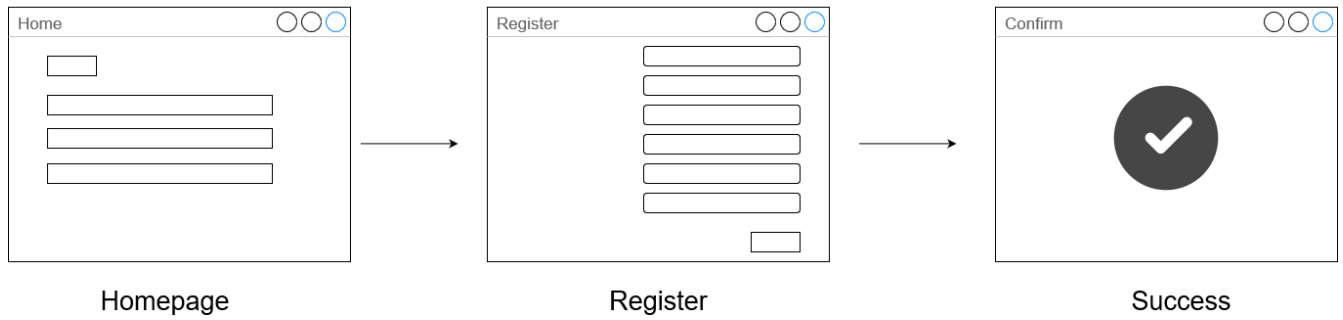 Home
Register
Confirm
Homepage
Register
Success